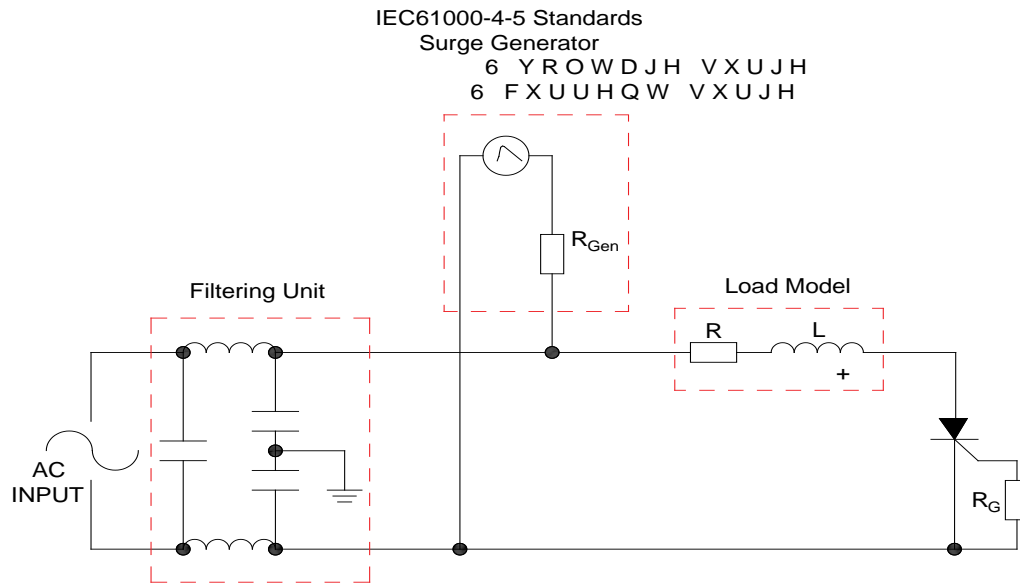 IEC61000-4-5 Standards
Surge Generator
6 YROWDJH VXUJH
6 FXUUHQW VXUJH
RGen
Filtering Unit
Load Model
R L
+
AC
INPUT
RG